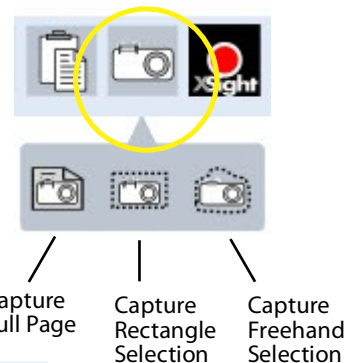 XSight
apture
ull Page
Capture
Rectangle
Selection
Capture
Freehand
Selection